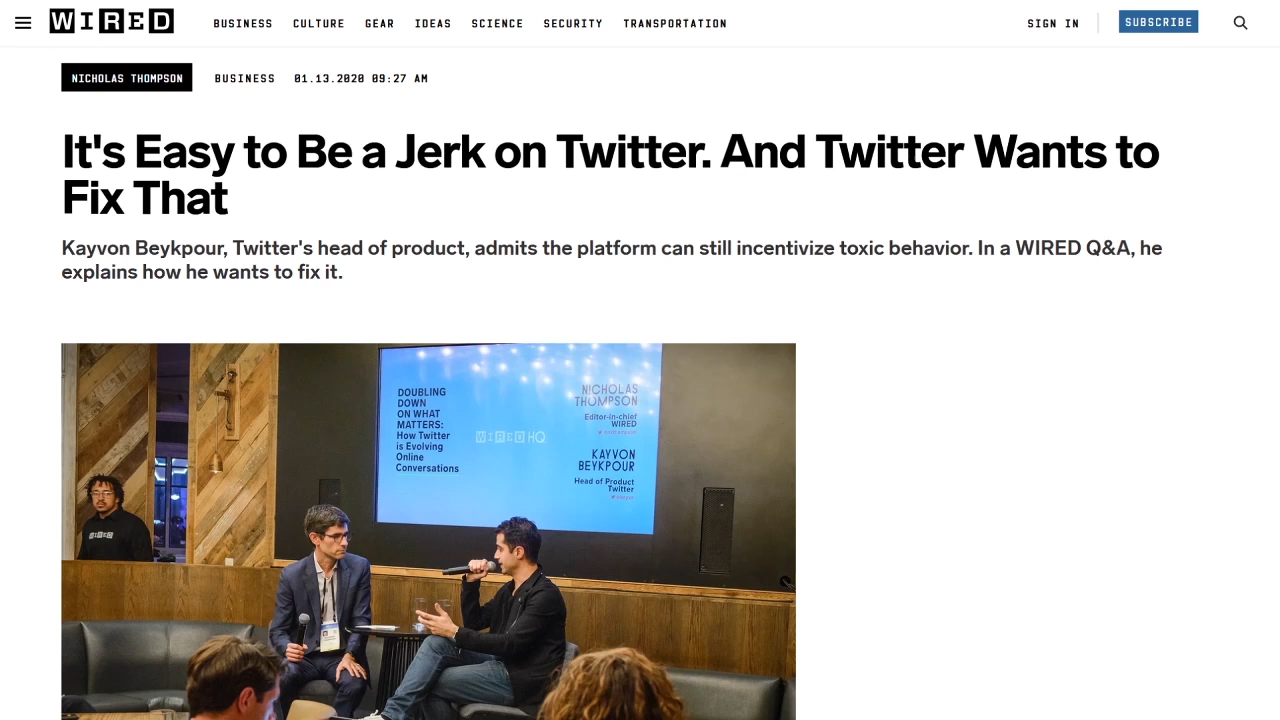 WIRED
BUSINESS CULTURE GEAR IDEAS SCIENCE SECURITY TRANSPORTATION
SIGN IN
SUBSCRIBE
NICHOLAS THOMPSON
BUSINESS
01.13.2020 09:27 AM
It's Easy to Be a Jerk on Twitter. And Twitter Wants to
Fix That
Kayvon Beykpour, Twitter's head of product, admits the platform can still incentivize toxic behavior. In a WIRED Q&A, he
explains how he wants to fix it.
DOUBLING
DOWN
ON WHAT
MATTERS:
How Twitter
is Evolving
Online
Conversations
WIRED HQ
NICHOLAS
THOMPSON
Editor-in-chief
WIRED
KAYVON
BEYKPOUR
Head of Product
Twitter
WIRED